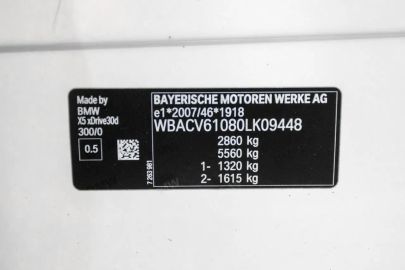 Made by
BMW
X5 xDrive30d
300/0
0.5
7 263 981
BAYERISCHE MOTOREN WERKE AG
e1*2007/46*1918
WBACV61080LK09448
2860 kg
5560 kg
1- 1320 kg
2- 1615 kg